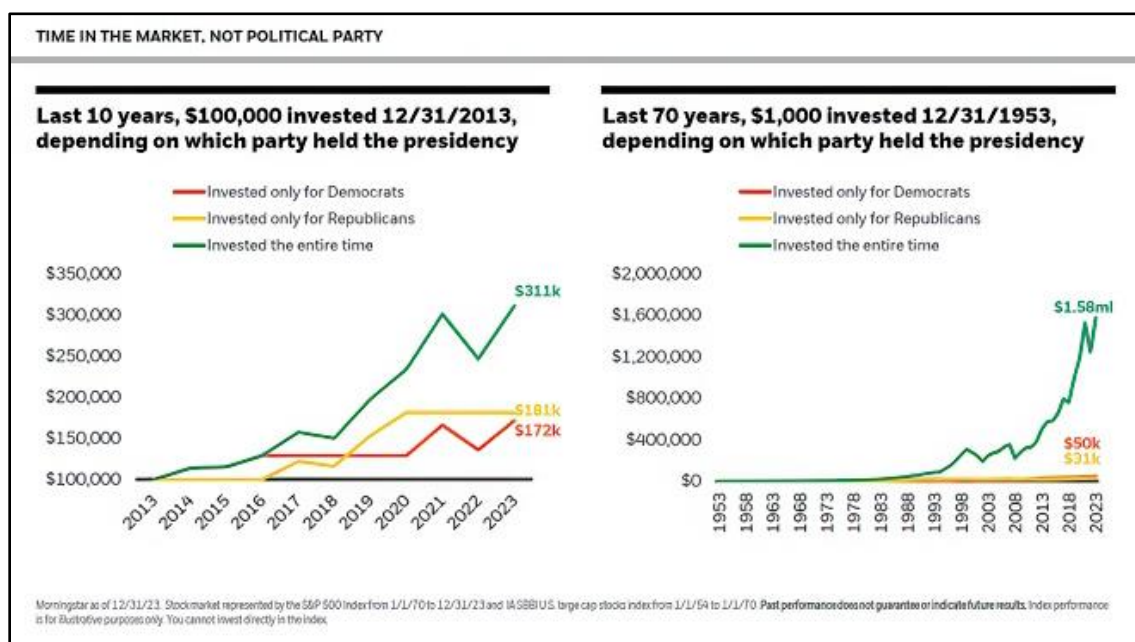 TIME IN THE MARKET, NOT POLITICAL PARTY
Last 10 years, $100,000 invested 12/31/2013,
depending on which party held the presidency
Invested only for Democrats
Invested only for Republicans
Invested the entire time
$350,000
$300,000
$250,000
$200,000
$150,000
$100,000
$311k
$181k
$172k
2013
2014
2015
2016
2017
2018
2019
2020
2021
2022
2023
Last 70 years, $1,000 invested 12/31/1953,
depending on which party held the presidency
Invested only for Democrats
Invested only for Republicans
Invested the entire time
$2,000,000
$1,600,000
$1,200,000
$800,000
$400,000
$0
$1.58ml
$50k
$31k
1953
1958
1963
1968
1973
1978
1983
1988
1993
1998
2003
2008
2013
2018
2023
Morningstar as of 12/31/23. Stock market represented by the S&P 500 Index from 1/1/70 to 12/31/23 and IA SBBI U.S. large cap stocks index from 1/1/54 to 1/1/70. Past performance does not guarantee or indicate future results. Index performance
is for illustrative purposes only. You cannot invest directly in the index.